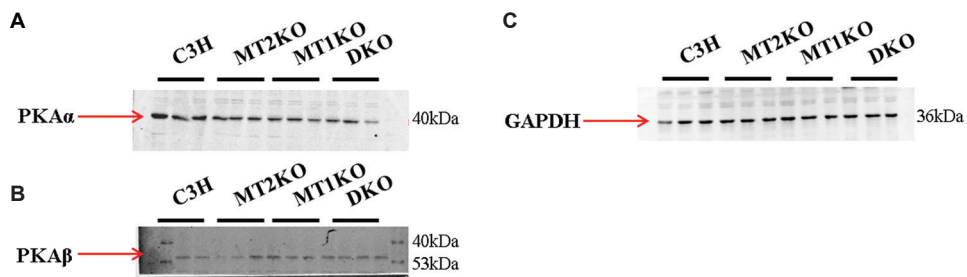 A
C3H MT2KO MT1KO DKO
PKAα 40kDa
B
C3H MT2KO MT1KO DKO
PKAβ 40kDa
53kDa
C
C3H MT2KO MT1KO DKO
GAPDH 36kDa